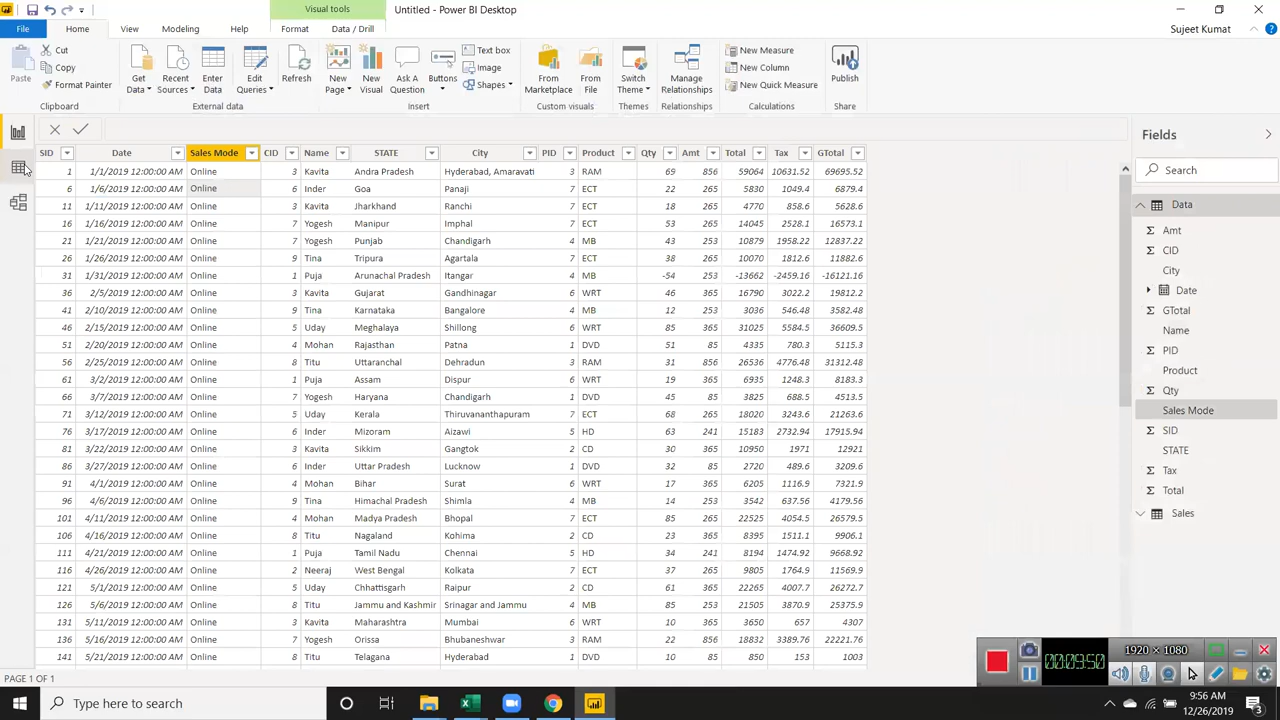 Visual tools
Untitled - Power BI Desktop
Sujeet Kumat
File Home View Modeling Help Format Data / Drill
Paste
Cut
Copy
Format Painter
Clipboard
Get Data
Recent Sources
Enter Data
Edit Queries
Refresh
External data
New Page
New Visual
Ask A Question
Buttons
Text box
Image
Shapes
Insert
From Marketplace
From File
Custom visuals
Switch Theme
Themes
Manage Relationships
Relationships
New Measure
New Column
New Quick Measure
Calculations
Publish
Share
SID Date Sales Mode CID Name STATE City PID Product Qty Amt Total Tax GTotal
1 1/1/2019 12:00:00 AM Online 3 Kavita Andra Pradesh Hyderabad, Amaravati 3 RAM 69 856 59064 10631.52 69695.52
6 1/6/2019 12:00:00 AM Online 6 Inder Goa Panaji 7 ECT 22 265 5830 1049.4 6879.4
11 1/11/2019 12:00:00 AM Online 3 Kavita Jharkhand Ranchi 7 ECT 18 265 4770 858.6 5628.6
16 1/16/2019 12:00:00 AM Online 7 Yogesh Manipur Imphal 7 ECT 53 265 14045 2528.1 16573.1
21 1/21/2019 12:00:00 AM Online 7 Yogesh Punjab Chandigarh 4 MB 43 253 10879 1958.22 12837.22
26 1/26/2019 12:00:00 AM Online 9 Tina Tripura Agartala 7 ECT 38 265 10070 1812.6 11882.6
31 1/31/2019 12:00:00 AM Online 1 Puja Arunachal Pradesh Itangar 4 MB -54 253 -13662 -2459.16 -16121.16
36 2/5/2019 12:00:00 AM Online 3 Kavita Gujarat Gandhinagar 6 WRT 46 365 16790 3022.2 19812.2
41 2/10/2019 12:00:00 AM Online 9 Tina Karnataka Bangalore 4 MB 12 253 3036 546.48 3582.48
46 2/15/2019 12:00:00 AM Online 5 Uday Meghalaya Shillong 6 WRT 85 365 31025 5584.5 36609.5
51 2/20/2019 12:00:00 AM Online 4 Mohan Rajasthan Patna 1 DVD 51 85 4335 780.3 5115.3
56 2/25/2019 12:00:00 AM Online 8 Titu Uttaranchal Dehradun 3 RAM 31 856 26536 4776.48 31312.48
61 3/2/2019 12:00:00 AM Online 1 Puja Assam Dispur 6 WRT 19 365 6935 1248.3 8183.3
66 3/7/2019 12:00:00 AM Online 7 Yogesh Haryana Chandigarh 1 DVD 45 85 3825 688.5 4513.5
71 3/12/2019 12:00:00 AM Online 5 Uday Kerala Thiruvananthapuram 7 ECT 68 265 18020 3243.6 21263.6
76 3/17/2019 12:00:00 AM Online 6 Inder Mizoram Aizawi 5 HD 63 241 15183 2732.94 17915.94
81 3/22/2019 12:00:00 AM Online 3 Kavita Sikkim Gangtok 2 CD 30 365 10950 1971 12921
86 3/27/2019 12:00:00 AM Online 6 Inder Uttar Pradesh Lucknow 1 DVD 32 85 2720 489.6 3209.6
91 4/1/2019 12:00:00 AM Online 4 Mohan Bihar Surat 6 WRT 17 365 6205 1116.9 7321.9
96 4/6/2019 12:00:00 AM Online 9 Tina Himachal Pradesh Shimla 4 MB 14 253 3542 637.56 4179.56
101 4/11/2019 12:00:00 AM Online 4 Mohan Madya Pradesh Bhopal 7 ECT 85 265 22525 4054.5 26579.5
106 4/16/2019 12:00:00 AM Online 8 Titu Nagaland Kohima 2 CD 23 365 8395 1511.1 9906.1
111 4/21/2019 12:00:00 AM Online 1 Puja Tamil Nadu Chennai 5 HD 34 241 8194 1474.92 9668.92
116 4/26/2019 12:00:00 AM Online 2 Neeraj West Bengal Kolkata 7 ECT 37 265 9805 1764.9 11569.9
121 5/1/2019 12:00:00 AM Online 5 Uday Chhattisgarh Raipur 2 CD 61 365 22265 4007.7 26272.7
126 5/6/2019 12:00:00 AM Online 8 Titu Jammu and Kashmir Srinagar and Jammu 4 MB 85 253 21505 3870.9 25375.9
131 5/11/2019 12:00:00 AM Online 3 Kavita Maharashtra Mumbai 6 WRT 10 365 3650 657 4307
136 5/16/2019 12:00:00 AM Online 7 Yogesh Orissa Bhubaneshwar 3 RAM 22 856 18832 3389.76 22221.76
141 5/21/2019 12:00:00 AM Online 8 Titu Telagana Hyderabad 1 DVD 10 85 850 153 1003
Fields
Search
Data
Amt
CID
City
Date
GTotal
Name
PID
Product
Qty
Sales Mode
SID
STATE
Tax
Total
Sales
PAGE 1 OF 1
00:09:50
1920 × 1080
Type here to search
9:56 AM
12/26/2019
3